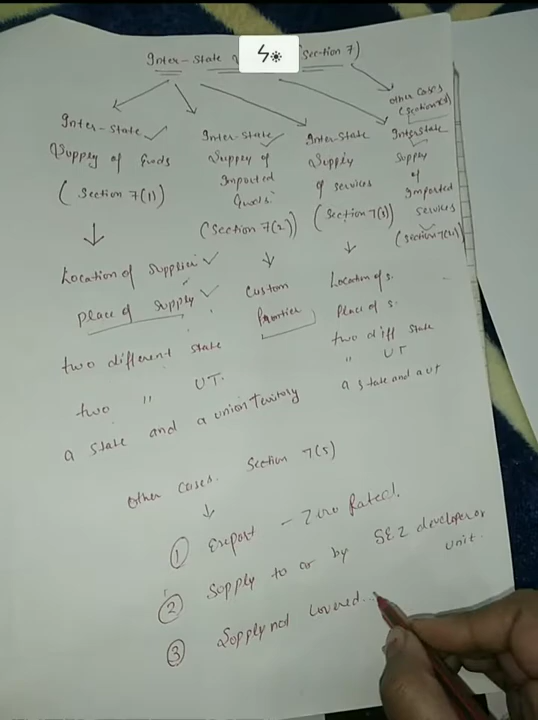 Inter-State (Section 7)
other Cases
Inter-State
Supply of Goods
(Section 7(1))
Inter-State
Supply of
Imported
Goods
(Section 7(2))
Inter-State
Supply
of services
(Section 7(3))
Interstate
Supply
of
Imported
services
Location of Supplier
place of Supply
two different state
two " UT.
a state and a union Territory
Custom
Frontier
Location of s.
Place of s.
two diff state
" UT
a state and a UT
Other Cases. Section 7(5)
① Export - Zero Rated.
② Supply to or by SEZ developer or
unit.
③ Supply not covered...